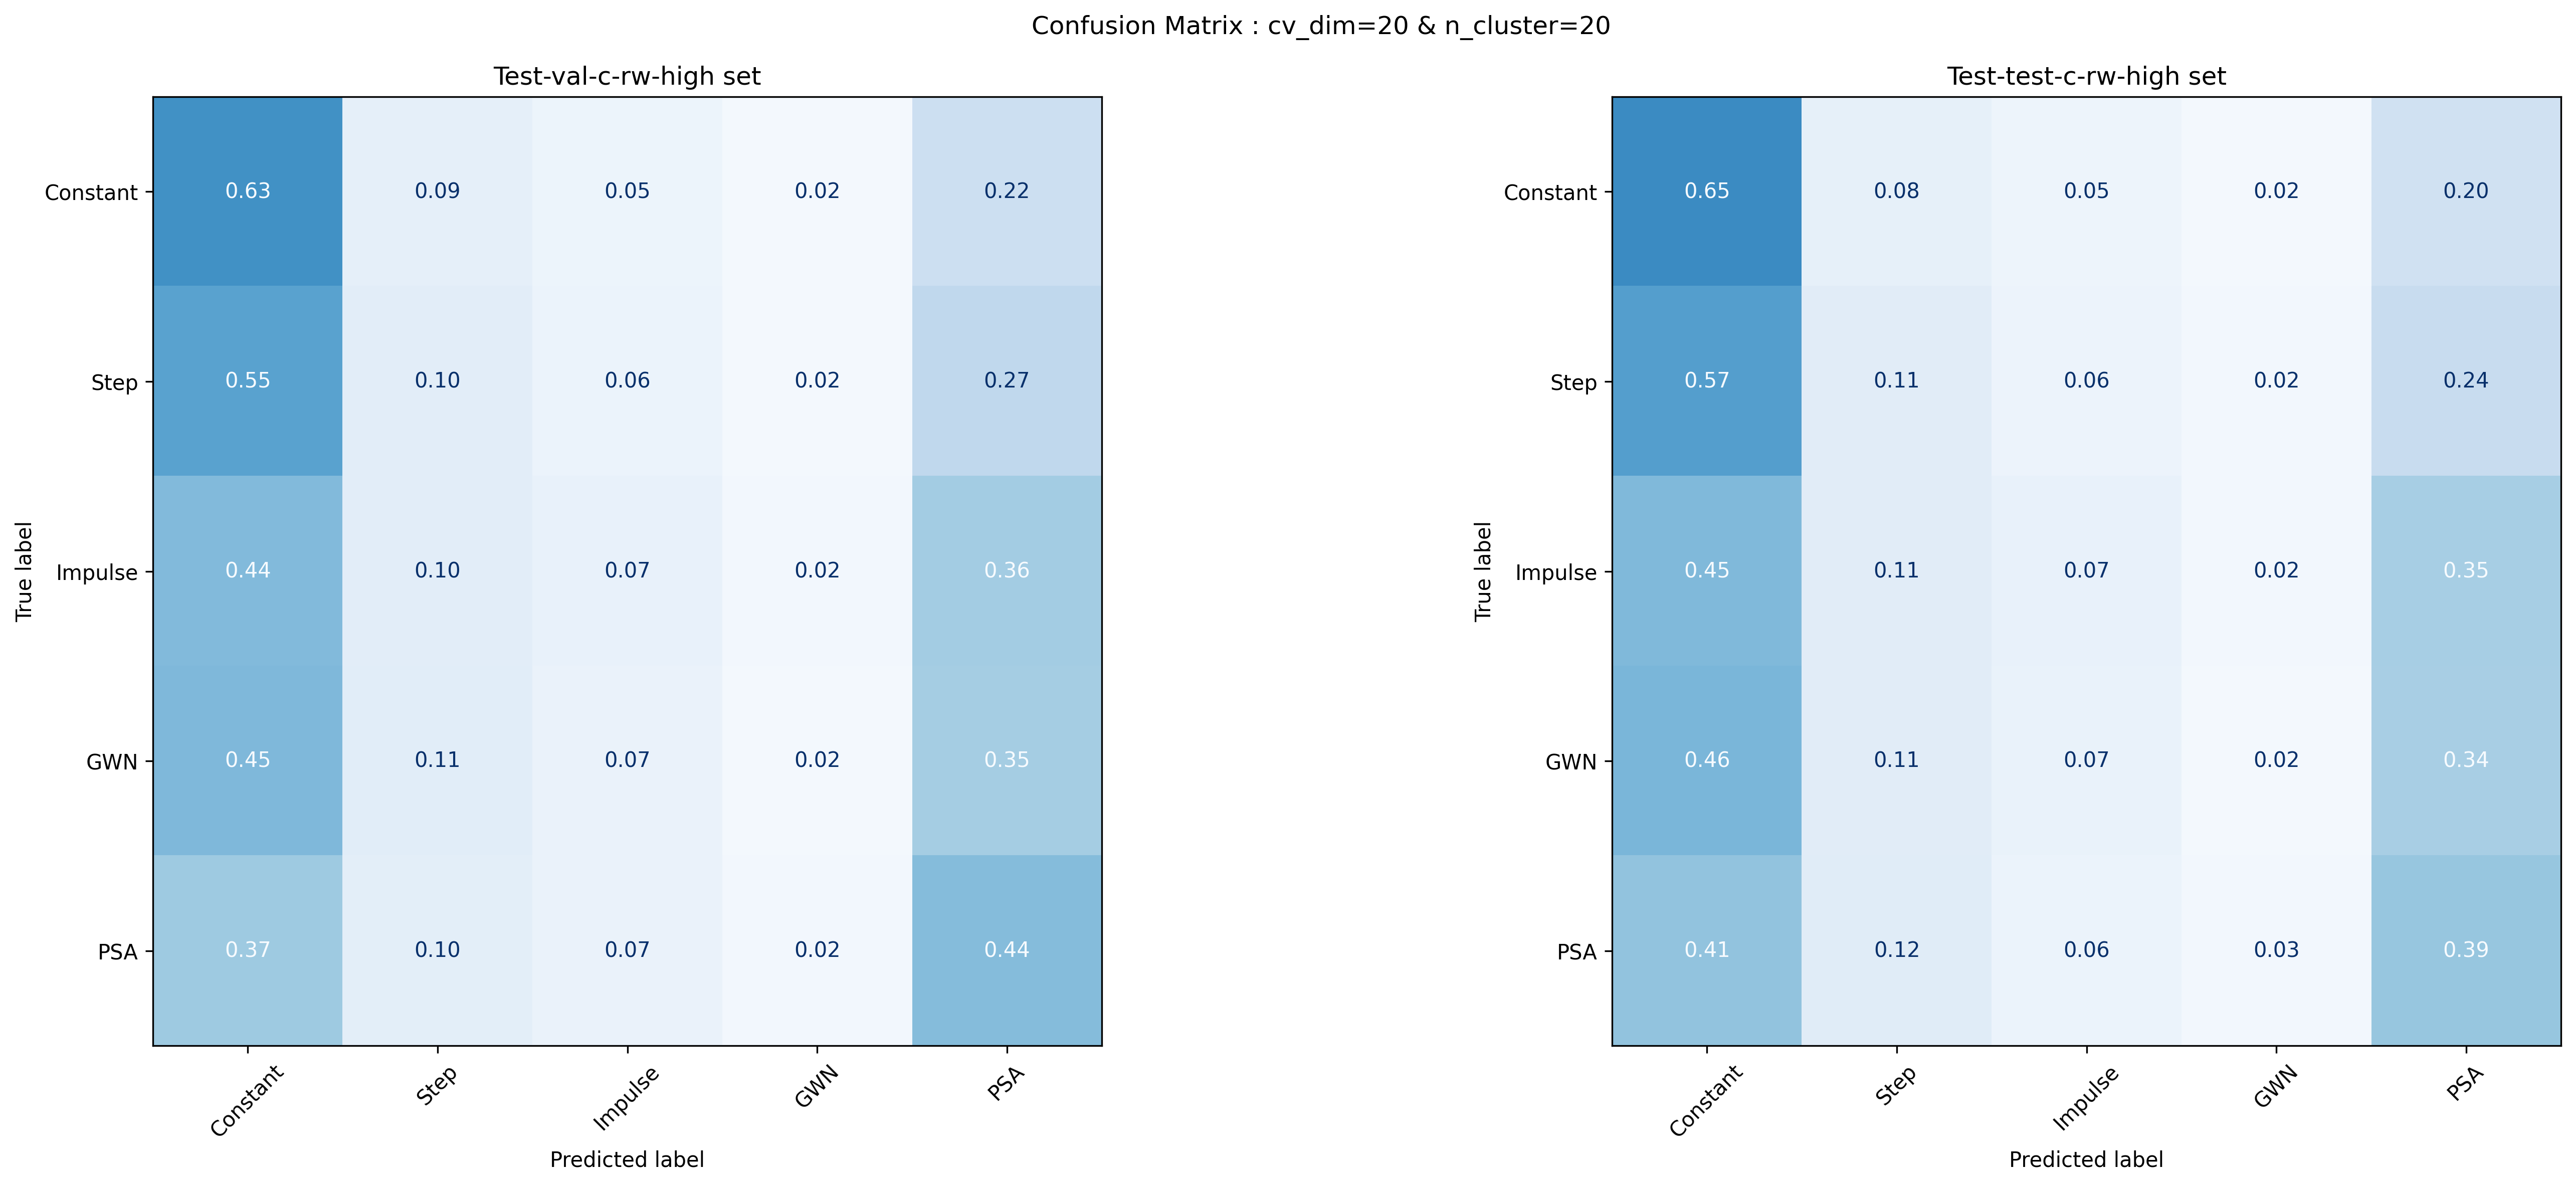 Confusion Matrix : cv_dim=20 & n_cluster=20
Test-val-c-rw-high set
Constant 0.63 0.09 0.05 0.02 0.22
Step 0.55 0.10 0.06 0.02 0.27
Impulse 0.44 0.10 0.07 0.02 0.36
GWN 0.45 0.11 0.07 0.02 0.35
PSA 0.37 0.10 0.07 0.02 0.44
True label
Constant Step Impulse GWN PSA
Predicted label
Test-test-c-rw-high set
Constant 0.65 0.08 0.05 0.02 0.20
Step 0.57 0.11 0.06 0.02 0.24
Impulse 0.45 0.11 0.07 0.02 0.35
GWN 0.46 0.11 0.07 0.02 0.34
PSA 0.41 0.12 0.06 0.03 0.39
True label
Constant Step Impulse GWN PSA
Predicted label